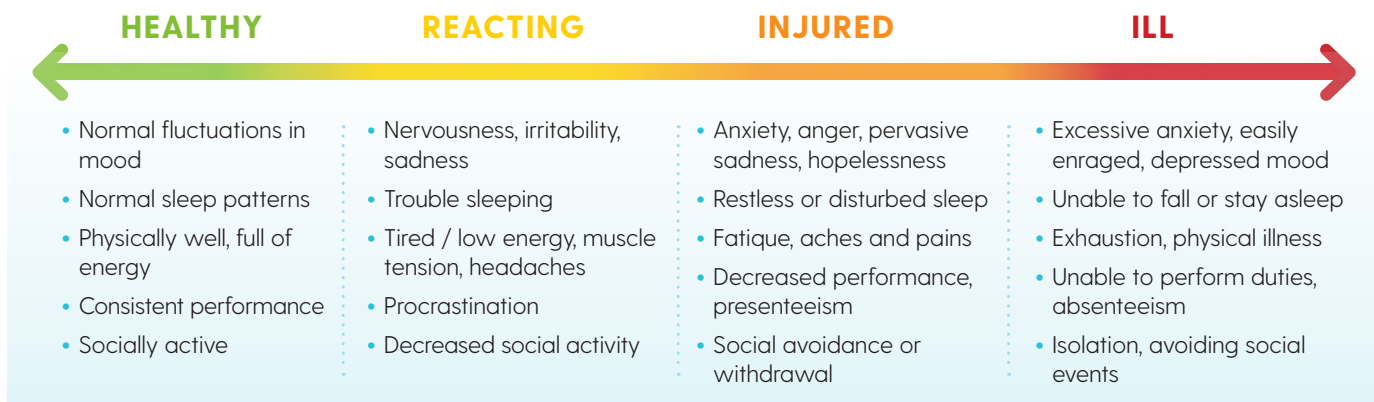 HEALTHY
REACTING
INJURED
ILL
• Normal fluctuations in
mood
• Normal sleep patterns
• Physically well, full of
energy
• Consistent performance
• Socially active
• Nervousness, irritability,
sadness
• Trouble sleeping
• Tired / low energy, muscle
tension, headaches
• Procrastination
• Decreased social activity
• Anxiety, anger, pervasive
sadness, hopelessness
• Restless or disturbed sleep
• Fatique, aches and pains
• Decreased performance,
presenteeism
• Social avoidance or
withdrawal
• Excessive anxiety, easily
enraged, depressed mood
• Unable to fall or stay asleep
• Exhaustion, physical illness
• Unable to perform duties,
absenteeism
• Isolation, avoiding social
events